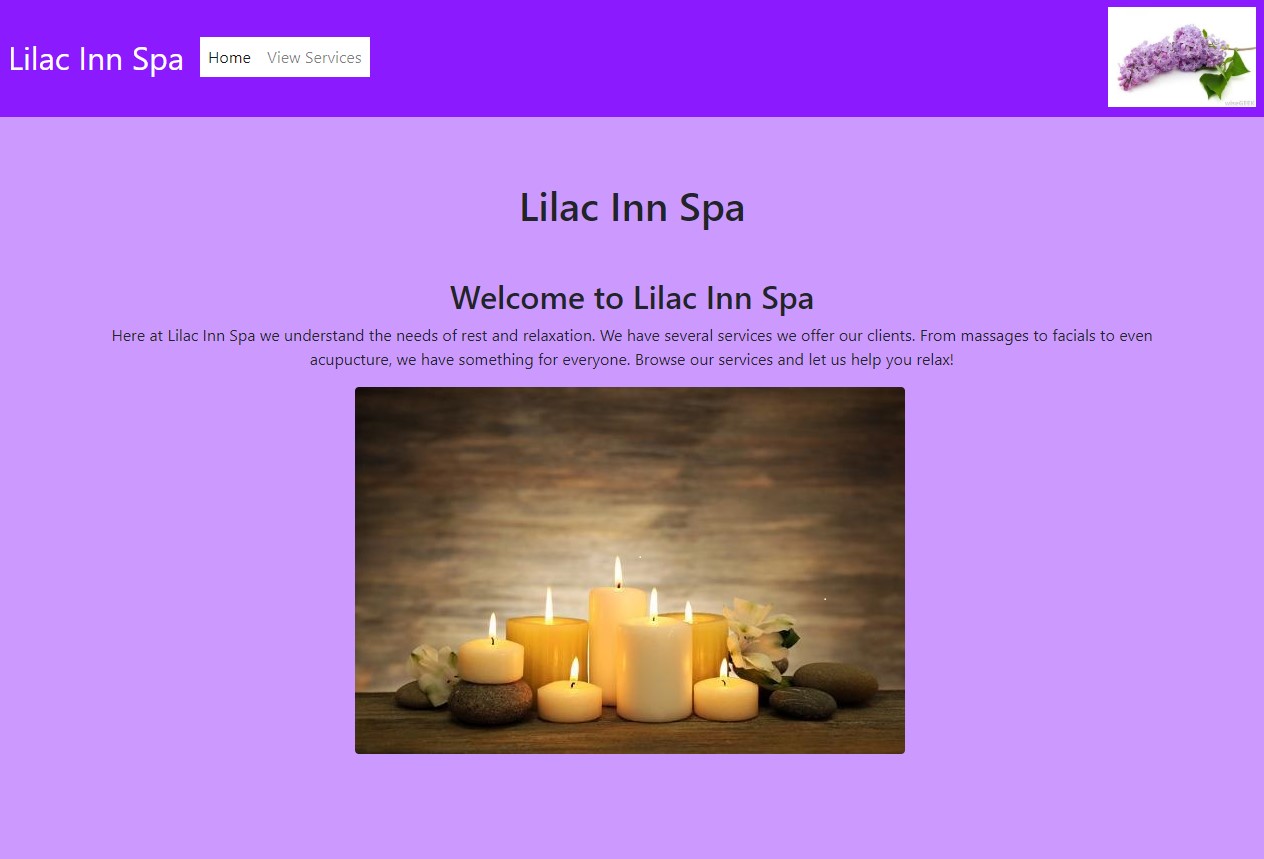 Lilac Inn Spa
Home
View Services
Lilac Inn Spa
Welcome to Lilac Inn Spa
Here at Lilac Inn Spa we understand the needs of rest and relaxation. We have several services we offer our clients. From massages to facials to even
acupucture, we have something for everyone. Browse our services and let us help you relax!